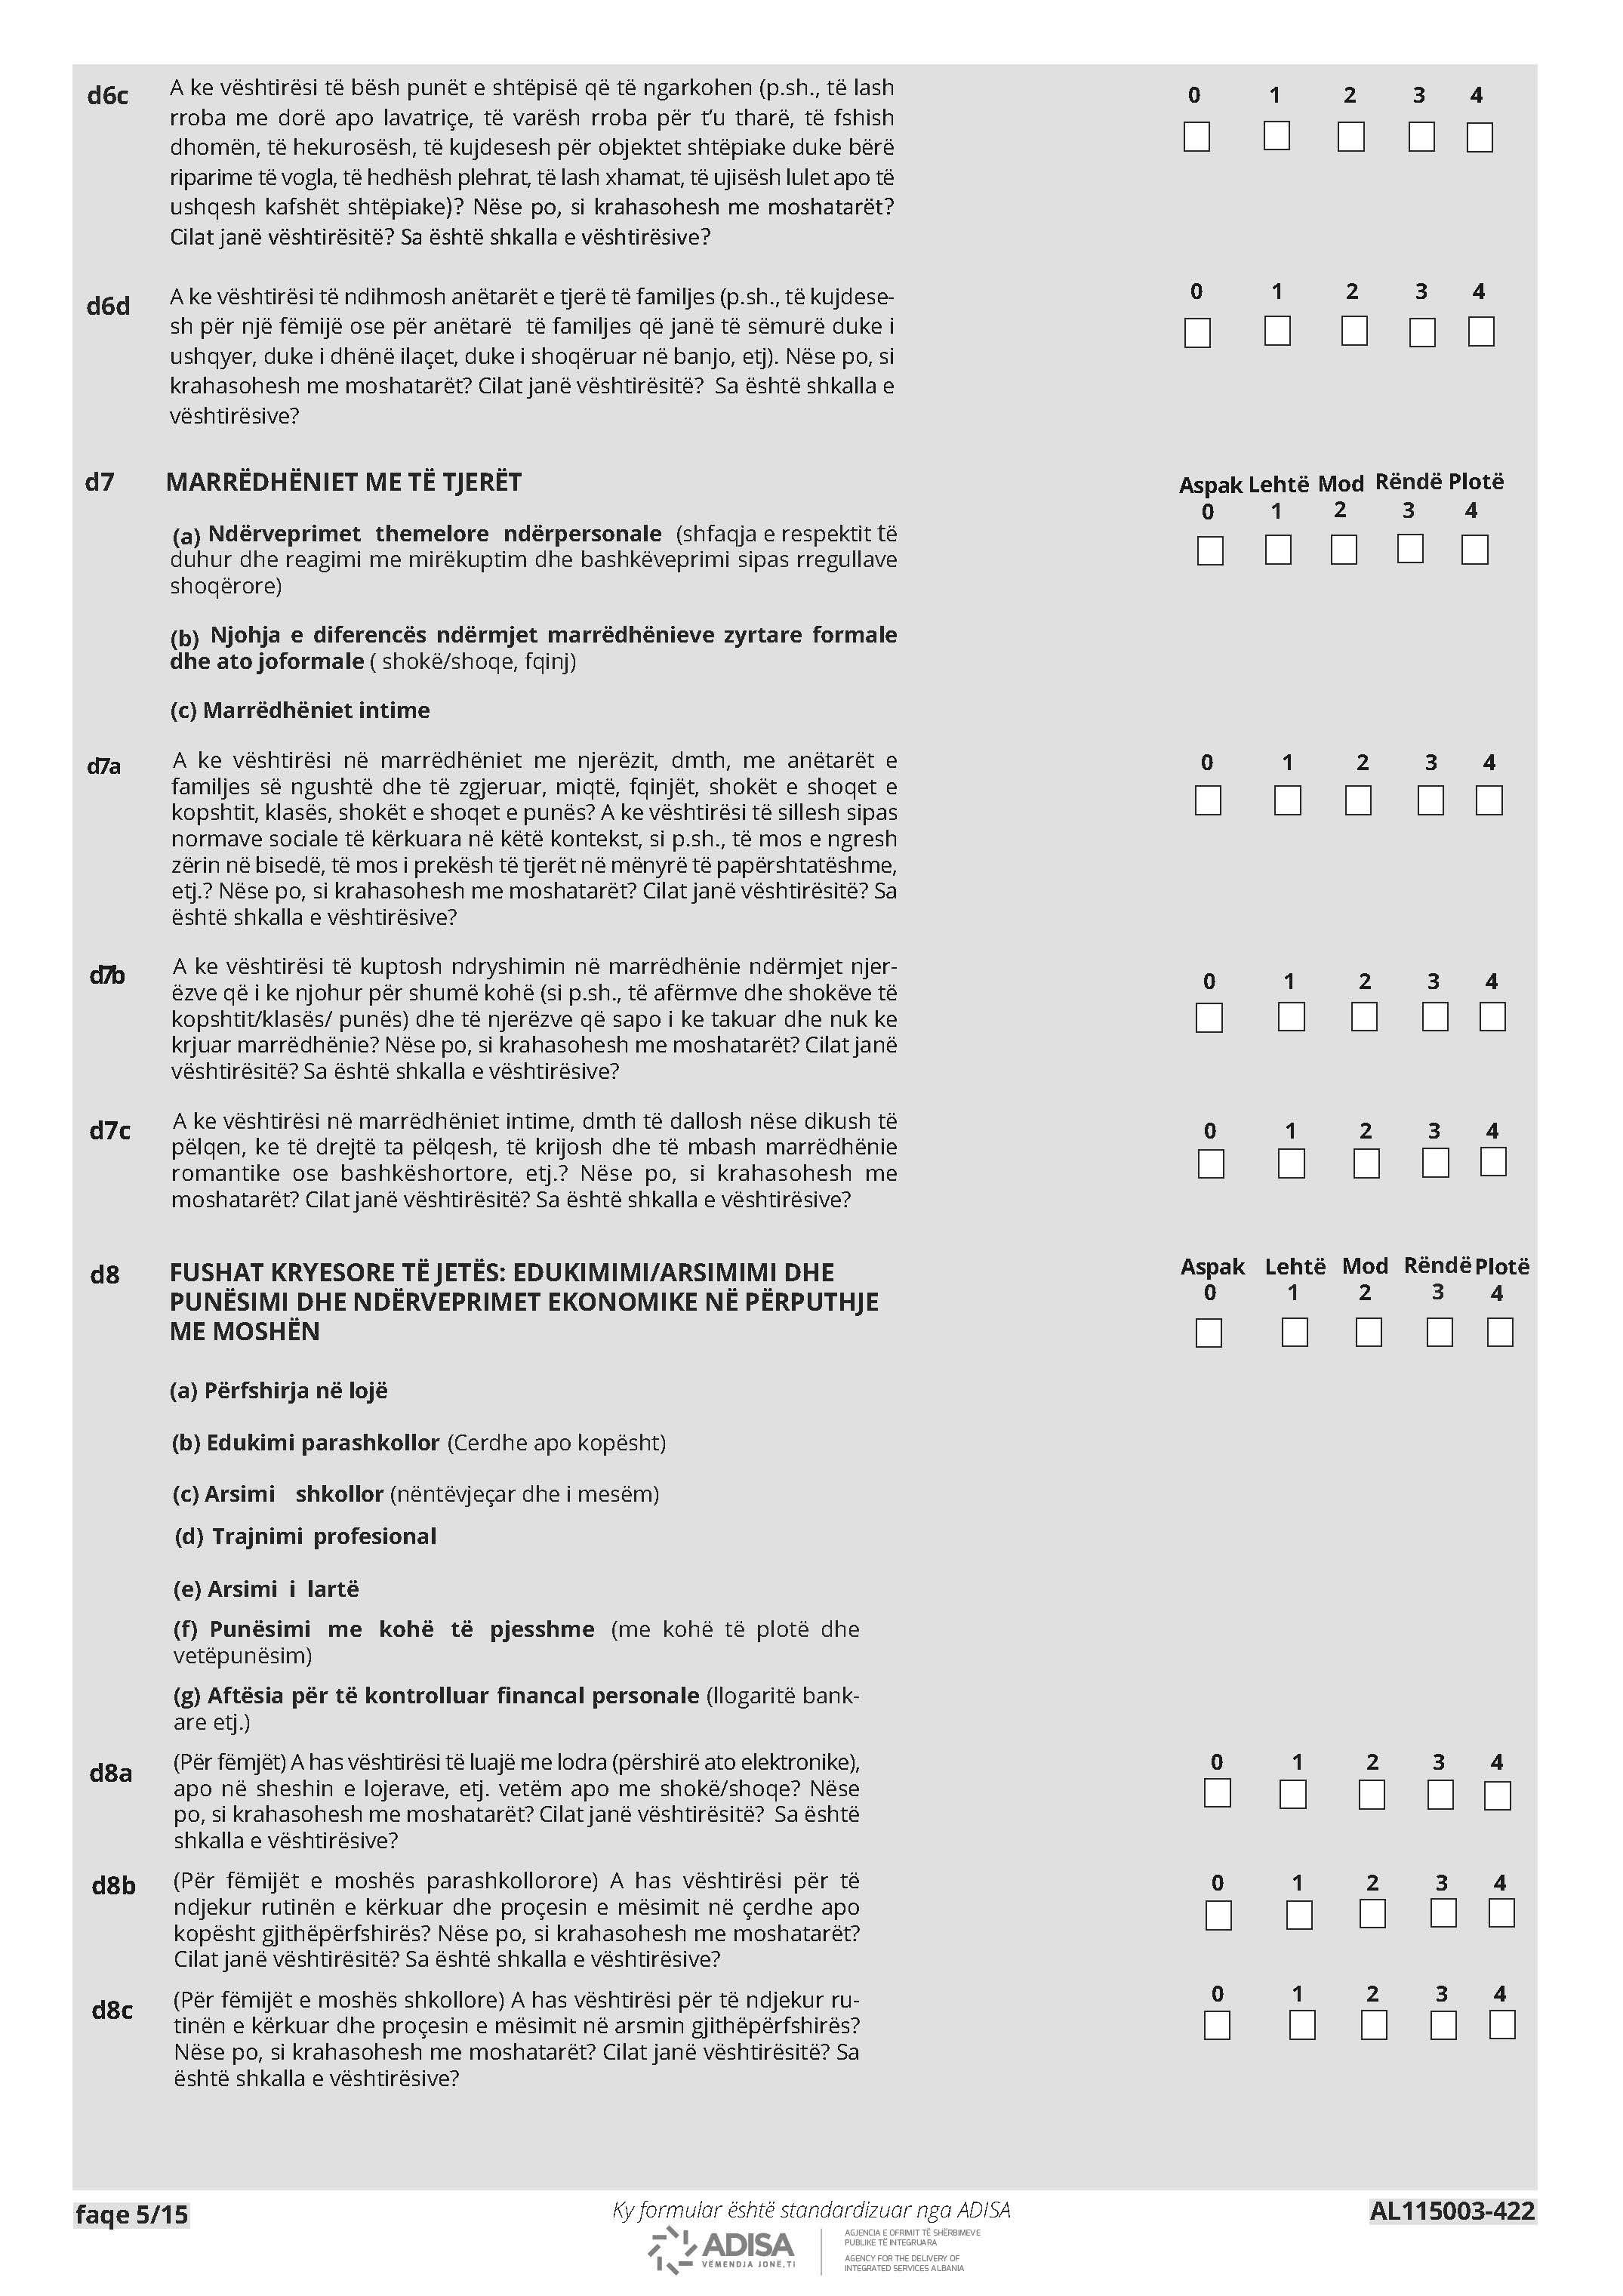 d6c A ke vështirësi të bësh punët e shtëpisë që të ngarkohen (p.sh., të lash
0 1 2 3 4
rroba me dorë apo lavatriçe, të varësh rroba për t'u tharë, të fshish
dhomën, të hekurosësh, të kujdesesh për objektet shtëpiake duke bërë
riparime të vogla, të hedhësh plehrat, të lash xhamat, të ujisësh lulet apo të
ushqesh kafshët shtëpiake)? Nëse po, si krahasohesh me moshatarët?
Cilat janë vështirësitë? Sa është shkalla e vështirësive?
d6d A ke vështirësi të ndihmosh anëtarët e tjerë të familjes (p.sh., të kujdese-
0 1 2 3 4
sh për një fëmijë ose për anëtarë të familjes që janë të sëmurë duke i
ushqyer, duke i dhënë ilaçet, duke i shoqëruar në banjo, etj). Nëse po, si
krahasohesh me moshatarët? Cilat janë vështirësitë? Sa është shkalla e
vështirësive?
d7 MARRËDHËNIET ME TË TJERËT
Aspak Lehtë Mod Rëndë Plotë
0 1 2 3 4
(a) Ndërveprimet themelore ndërpersonale (shfaqja e respektit të
duhur dhe reagimi me mirëkuptim dhe bashkëveprimi sipas rregullave
shoqërore)
(b) Njohja e diferencës ndërmjet marrëdhënieve zyrtare formale
dhe ato joformale ( shokë/shoqe, fqinj)
(c) Marrëdhëniet intime
d7a A ke vështirësi në marrëdhëniet me njerëzit, dmth, me anëtarët e
0 1 2 3 4
familjes së ngushtë dhe të zgjeruar, miqtë, fqinjët, shokët e shoqet e
kopshtit, klasës, shokët e shoqet e punës? A ke vështirësi të sillesh sipas
normave sociale të kërkuara në këtë kontekst, si p.sh., të mos e ngresh
zërin në bisedë, të mos i prekësh të tjerët në mënyrë të papërshtatëshme,
etj.? Nëse po, si krahasohesh me moshatarët? Cilat janë vështirësitë? Sa
është shkalla e vështirësive?
d7b A ke vështirësi të kuptosh ndryshimin në marrëdhënie ndërmjet njer-
0 1 2 3 4
ëzve që i ke njohur për shumë kohë (si p.sh., të afërmve dhe shokëve të
kopshtit/klasës/ punës) dhe të njerëzve që sapo i ke takuar dhe nuk ke
krjuar marrëdhënie? Nëse po, si krahasohesh me moshatarët? Cilat janë
vështirësitë? Sa është shkalla e vështirësive?
d7c A ke vështirësi në marrëdhëniet intime, dmth të dallosh nëse dikush të
0 1 2 3 4
pëlqen, ke të drejtë ta pëlqesh, të krijosh dhe të mbash marrëdhënie
romantike ose bashkëshortore, etj.? Nëse po, si krahasohesh me
moshatarët? Cilat janë vështirësitë? Sa është shkalla e vështirësive?
d8 FUSHAT KRYESORE TË JETËS: EDUKIMIMI/ARSIMIMI DHE
Aspak Lehtë Mod Rëndë Plotë
0 1 2 3 4
PUNËSIMI DHE NDËRVEPRIMET EKONOMIKE NË PËRPUTHJE
ME MOSHËN
(a) Përfshirja në lojë
(b) Edukimi parashkollor (Cerdhe apo kopësht)
(c) Arsimi shkollor (nëntëvjeçar dhe i mesëm)
(d) Trajnimi profesional
(e) Arsimi i lartë
(f) Punësimi me kohë të pjesshme (me kohë të plotë dhe
vetëpunësim)
(g) Aftësia për të kontrolluar financal personale (llogaritë bank-
are etj.)
d8a (Për fëmjët) A has vështirësi të luajë me lodra (përshirë ato elektronike),
0 1 2 3 4
apo në sheshin e lojerave, etj. vetëm apo me shokë/shoqe? Nëse
po, si krahasohesh me moshatarët? Cilat janë vështirësitë? Sa është
shkalla e vështirësive?
d8b (Për fëmijët e moshës parashkollorore) A has vështirësi për të
0 1 2 3 4
ndjekur rutinën e kërkuar dhe proçesin e mësimit në çerdhe apo
kopësht gjithëpërfshirës? Nëse po, si krahasohesh me moshatarët?
Cilat janë vështirësitë? Sa është shkalla e vështirësive?
d8c (Për fëmijët e moshës shkollore) A has vështirësi për të ndjekur ru-
0 1 2 3 4
tinën e kërkuar dhe proçesin e mësimit në arsmin gjithëpërfshirës?
Nëse po, si krahasohesh me moshatarët? Cilat janë vështirësitë? Sa
është shkalla e vështirësive?
faqe 5/15 Ky formular është standardizuar nga ADISA AL115003-422
ADISA
VËMENDJA JONË,TI
AGJENCIA E OFRIMIT TË SHËRBIMEVE
PUBLIKE TË INTEGRUARA
AGENCY FOR THE DELIVERY OF
INTEGRATED SERVICES ALBANIA